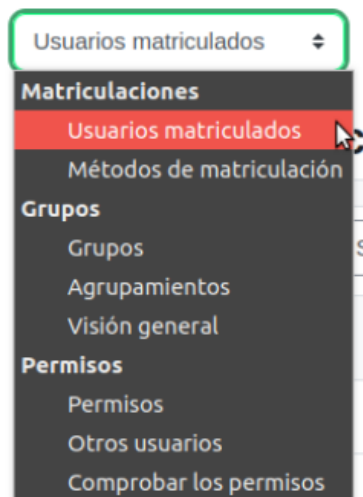 Usuarios matriculados
Matriculaciones
Usuarios matriculados
Métodos de matriculación
Grupos
Grupos
Agrupamientos
Visión general
Permisos
Permisos
Otros usuarios
Comprobar los permisos